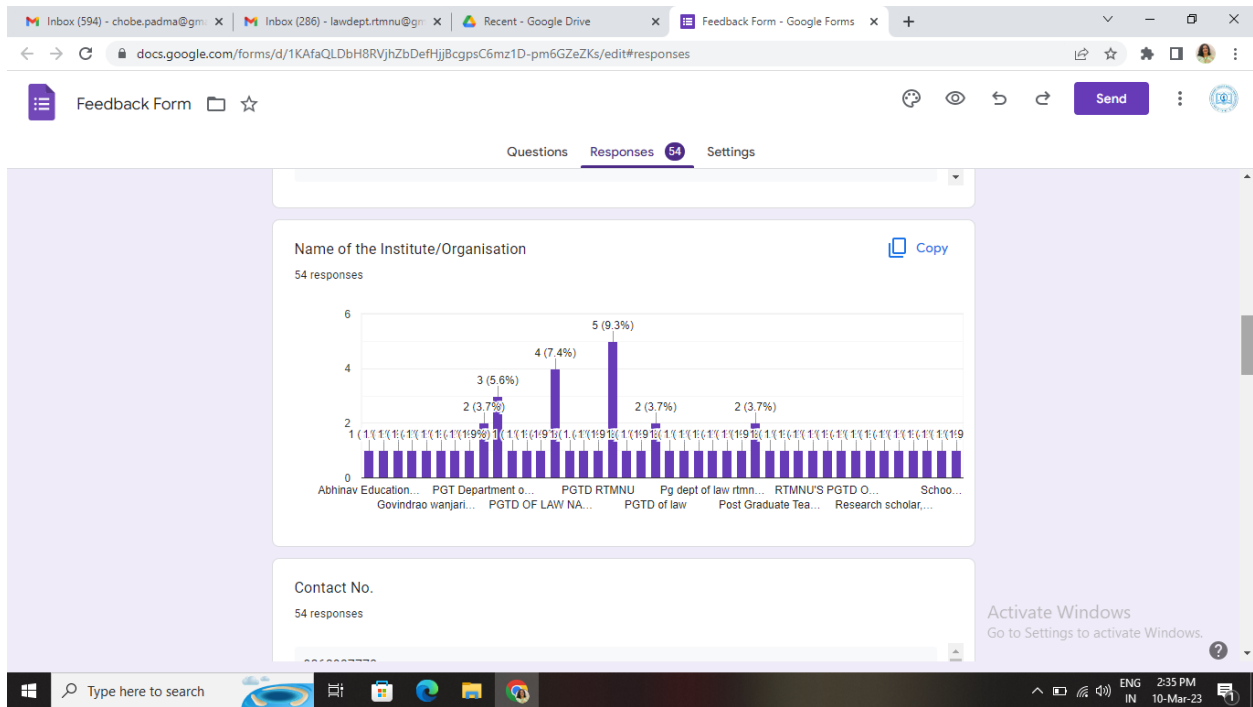 Inbox (594) - chobe.padma@gm
Inbox (286) - lawdept.rtmnu@gm
Recent - Google Drive
Feedback Form - Google Forms
docs.google.com/forms/d/1KAfaQLDbH8RVjhZbDefHjjBcgpsC6mz1D-pm6GZeZKs/edit#responses
Feedback Form
Send
Questions Responses 54 Settings
Name of the Institute/Organisation
Copy
54 responses
6
5 (9.3%)
4 (7.4%)
4
3 (5.6%)
2 (3.7%) 2 (3.7%) 2 (3.7%)
2
0
Abhinav Education... PGT Department o... PGTD RTMNU Pg dept of law rtmn... RTMNU'S PGTD O... Schoo...
Govindrao wanjari... PGTD OF LAW NA... PGTD of law Post Graduate Tea... Research scholar,...
Contact No.
54 responses
Activate Windows
Go to Settings to activate Windows.
Type here to search
ENG 2:35 PM
IN 10-Mar-23